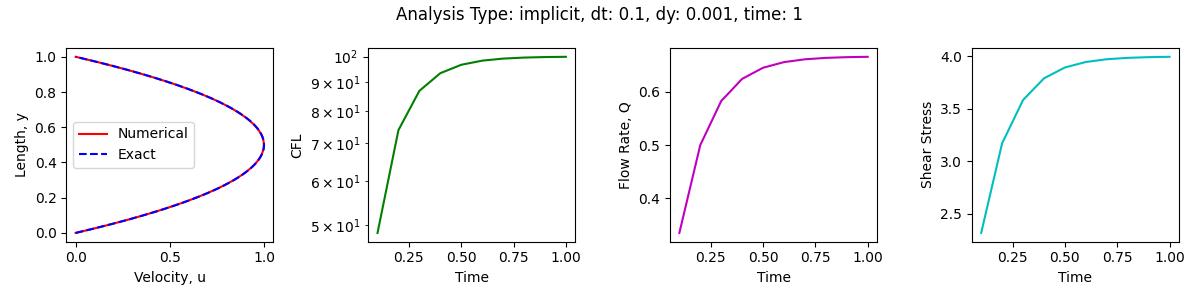 Analysis Type: implicit, dt: 0.1, dy: 0.001, time: 1
Length, y
1.0
0.8
0.6
0.4
0.2
0.0
Numerical
Exact
0.0 0.5 1.0
Velocity, u
CFL
10²
9 × 10¹
8 × 10¹
7 × 10¹
6 × 10¹
5 × 10¹
0.25 0.50 0.75 1.00
Time
Flow Rate, Q
0.6
0.5
0.4
0.25 0.50 0.75 1.00
Time
Shear Stress
4.0
3.5
3.0
2.5
0.25 0.50 0.75 1.00
Time